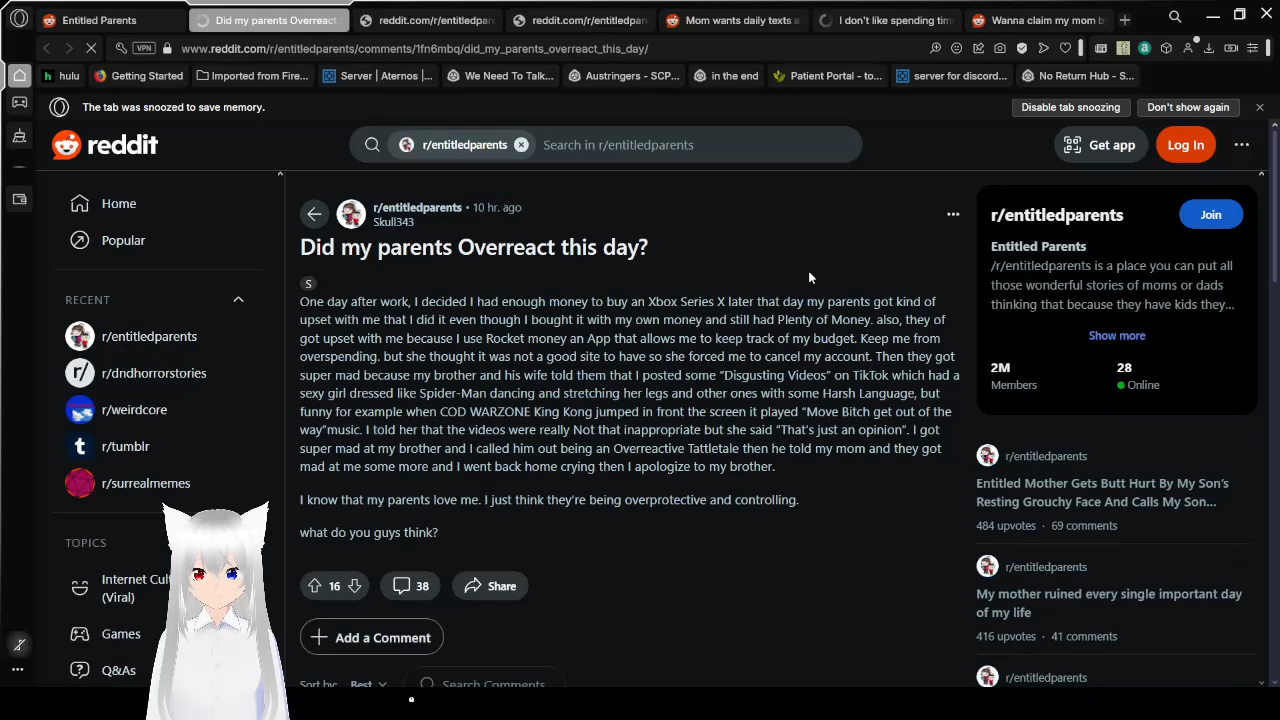 Entitled Parents
Did my parents Overreact
reddit.com/r/entitledpar
reddit.com/r/entitledpan
Mom wants daily texts a
I don't like spending time
Wanna claim my mom by
VPN
www.reddit.com/r/entitledparents/comments/1fn6mbq/did_my_parents_overreact_this_day/
hulu
Getting Started
Imported from Fire...
Server | Aternos |...
We Need To Talk...
Austringers - SCP...
in the end
Patient Portal - to...
server for discord...
No Return Hub - S...
The tab was snoozed to save memory.
Disable tab snoozing
Don't show again
reddit
r/entitledparents
Search in r/entitledparents
Get app
Log In
Home
Popular
RECENT
r/entitledparents
r/dndhorrorstories
r/weirdcore
r/tumblr
r/surrealmemes
TOPICS
Internet Cul
(Viral)
Games
Q&As
r/entitledparents • 10 hr. ago
Skull343
Did my parents Overreact this day?
S
One day after work, I decided I had enough money to buy an Xbox Series X later that day my parents got kind of
upset with me that I did it even though I bought it with my own money and still had Plenty of Money. also, they of
got upset with me because I use Rocket money an App that allows me to keep track of my budget. Keep me from
overspending. but she thought it was not a good site to have so she forced me to cancel my account. Then they got
super mad because my brother and his wife told them that I posted some “Disgusting Videos” on TikTok which had a
sexy girl dressed like Spider-Man dancing and stretching her legs and other ones with some Harsh Language, but
funny for example when COD WARZONE King Kong jumped in front the screen it played “Move Bitch get out of the
way”music. I told her that the videos were really Not that inappropriate but she said “That’s just an opinion”. I got
super mad at my brother and I called him out being an Overreactive Tattletale then he told my mom and they got
mad at me some more and I went back home crying then I apologize to my brother.
I know that my parents love me. I just think they’re being overprotective and controlling.
what do you guys think?
16
38
Share
Add a Comment
Sort by: Best
Search Comments
r/entitledparents
Join
Entitled Parents
/r/entitledparents is a place you can put all
those wonderful stories of moms or dads
thinking that because they have kids they...
Show more
2M
Members
28
Online
r/entitledparents
Entitled Mother Gets Butt Hurt By My Son’s
Resting Grouchy Face And Calls My Son...
484 upvotes · 69 comments
r/entitledparents
My mother ruined every single important day
of my life
416 upvotes · 41 comments
r/entitledparents